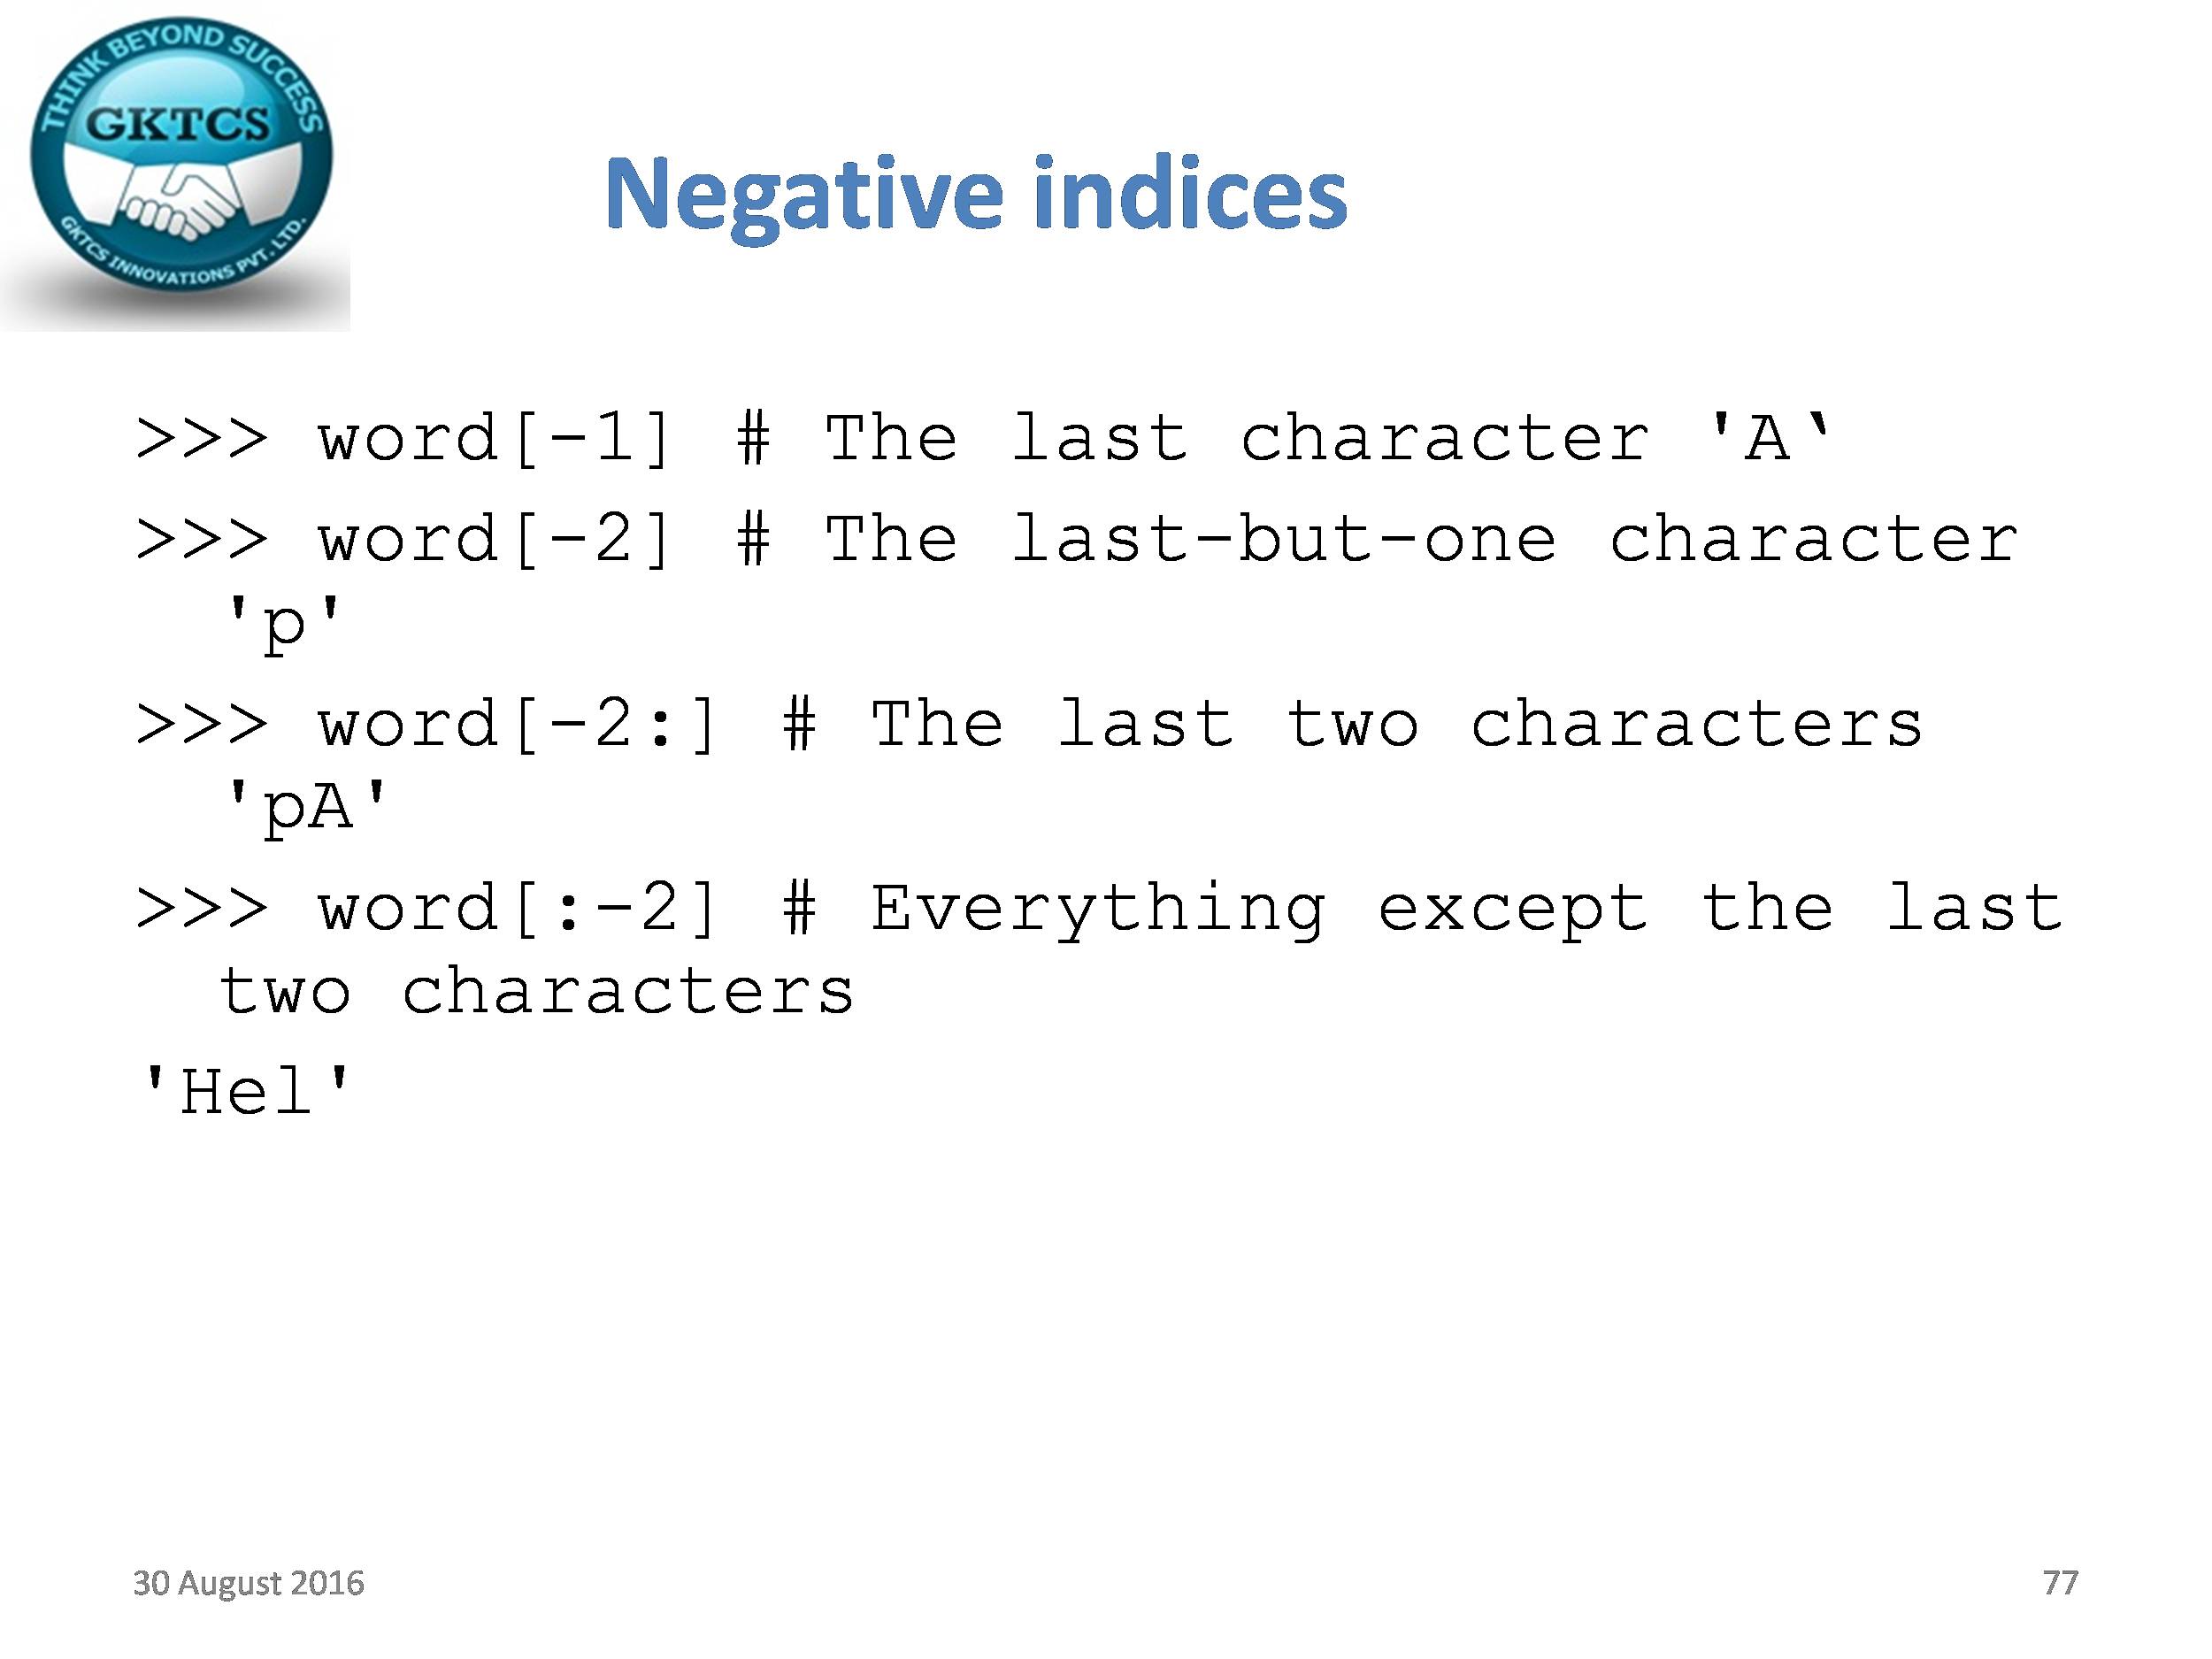 THINK BEYOND SUCCESS
GKTCS
GKTCS INNOVATIONS PVT. LTD.
Negative indices
>>> word[-1] # The last character 'A‘
>>> word[-2] # The last-but-one character
'p'
>>> word[-2:] # The last two characters
'pA'
>>> word[:-2] # Everything except the last
two characters
'Hel'
30 August 2016
77